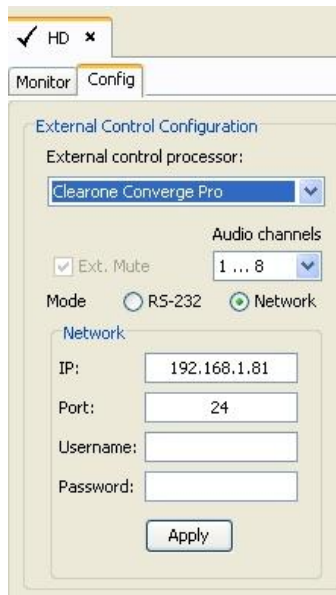 HD
Monitor Config
External Control Configuration
External control processor:
Clearone Converge Pro
Audio channels
Ext. Mute 1 ... 8
Mode RS-232 Network
Network
IP: 192.168.1.81
Port: 24
Username:
Password:
Apply